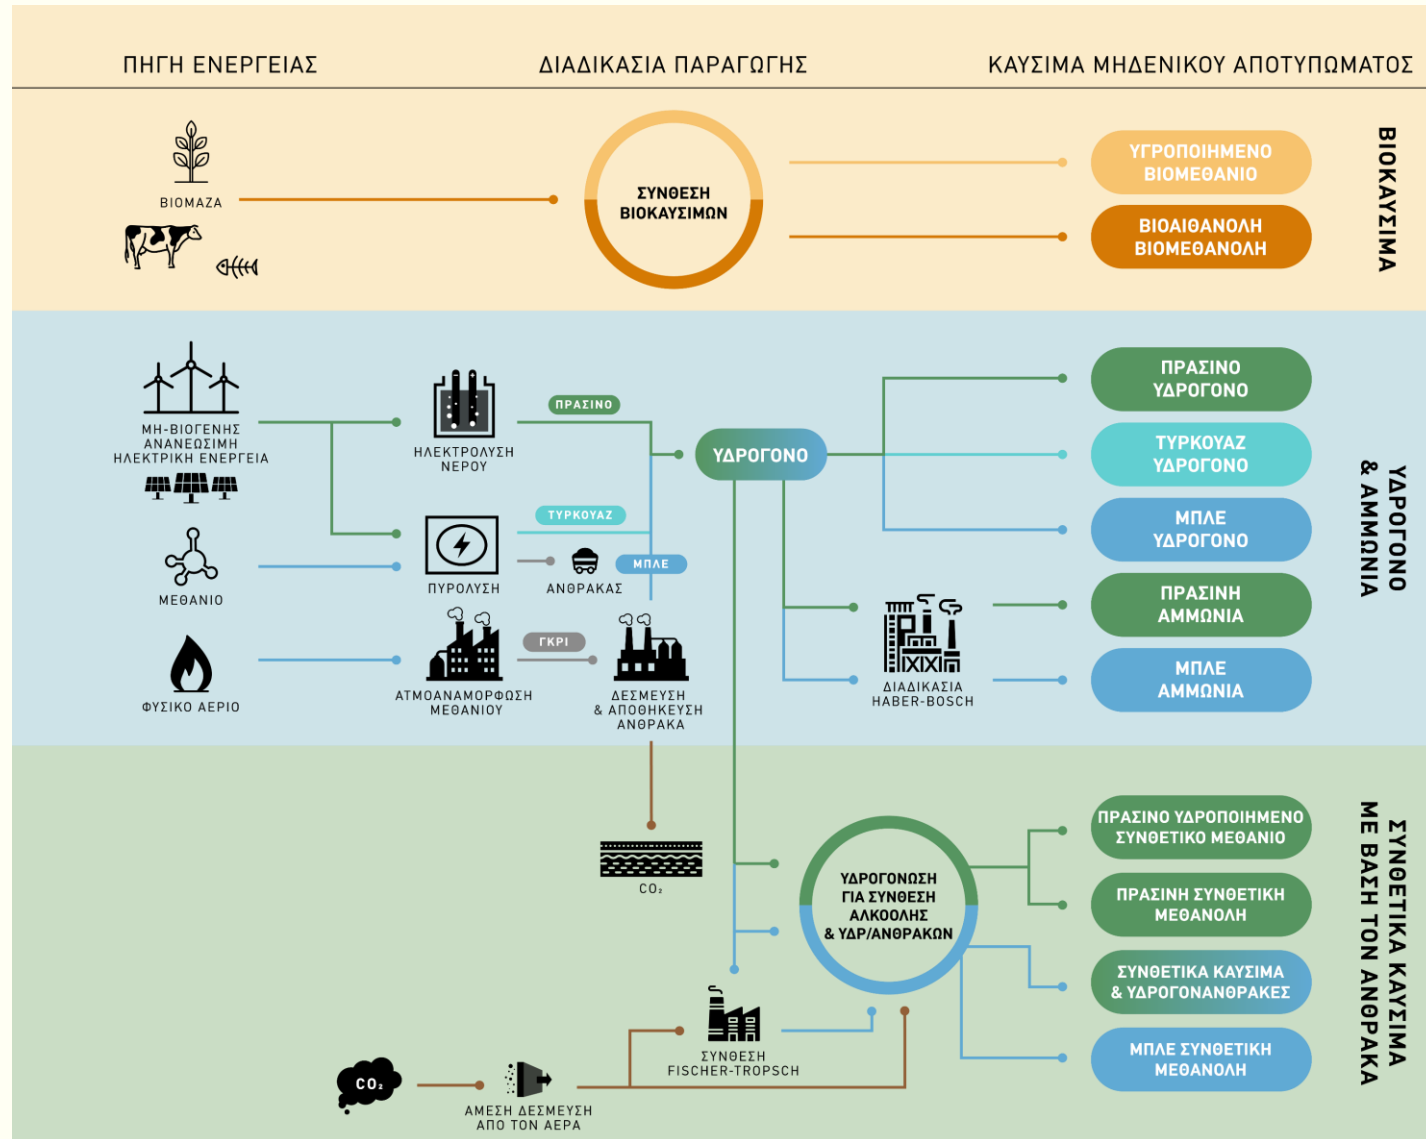 ΠΗΓΗ ΕΝΕΡΓΕΙΑΣ
ΔΙΑΔΙΚΑΣΙΑ ΠΑΡΑΓΩΓΗΣ
ΚΑΥΣΙΜΑ ΜΗΔΕΝΙΚΟΥ ΑΠΟΤΥΠΩΜΑΤΟΣ
ΒΙΟΜΑΖΑ
ΣΥΝΘΕΣΗ
ΒΙΟΚΑΥΣΙΜΩΝ
ΥΓΡΟΠΟΙΗΜΕΝΟ
ΒΙΟΜΕΘΑΝΙΟ
ΒΙΟΑΙΘΑΝΟΛΗ
ΒΙΟΜΕΘΑΝΟΛΗ
ΒΙΟΚΑΥΣΙΜΑ
ΜΗ-ΒΙΟΓΕΝΗΣ
ΑΝΑΝΕΩΣΙΜΗ
ΗΛΕΚΤΡΙΚΗ ΕΝΕΡΓΕΙΑ
ΗΛΕΚΤΡΟΛΥΣΗ
ΝΕΡΟΥ
ΠΡΑΣΙΝΟ
ΥΔΡΟΓΟΝΟ
ΠΡΑΣΙΝΟ
ΥΔΡΟΓΟΝΟ
ΤΥΡΚΟΥΑΖ
ΥΔΡΟΓΟΝΟ
ΜΠΛΕ
ΥΔΡΟΓΟΝΟ
ΥΔΡΟΓΟΝΟ
& ΑΜΜΩΝΙΑ
ΜΕΘΑΝΙΟ
ΠΥΡΟΛΥΣΗ
ΤΥΡΚΟΥΑΖ
ΑΝΘΡΑΚΑΣ
ΜΠΛΕ
ΠΡΑΣΙΝΗ
ΑΜΜΩΝΙΑ
ΦΥΣΙΚΟ ΑΕΡΙΟ
ΑΤΜΟΑΝΑΜΟΡΦΩΣΗ
ΜΕΘΑΝΙΟΥ
ΓΚΡΙ
ΔΕΣΜΕΥΣΗ
& ΑΠΟΘΗΚΕΥΣΗ
ΑΝΘΡΑΚΑ
ΔΙΑΔΙΚΑΣΙΑ
HABER-BOSCH
ΜΠΛΕ
ΑΜΜΩΝΙΑ
CO₂
ΥΔΡΟΓΟΝΩΣΗ
ΓΙΑ ΣΥΝΘΕΣΗ
ΑΛΚΟΟΛΗΣ
& ΥΔΡ/ΑΝΘΡΑΚΩΝ
ΠΡΑΣΙΝΟ ΥΔΡΟΠΟΙΗΜΕΝΟ
ΣΥΝΘΕΤΙΚΟ ΜΕΘΑΝΙΟ
ΠΡΑΣΙΝΗ ΣΥΝΘΕΤΙΚΗ
ΜΕΘΑΝΟΛΗ
ΣΥΝΘΕΤΙΚΑ ΚΑΥΣΙΜΑ
& ΥΔΡΟΓΟΝΑΝΘΡΑΚΕΣ
ΜΠΛΕ ΣΥΝΘΕΤΙΚΗ
ΜΕΘΑΝΟΛΗ
ΣΥΝΘΕΤΙΚΑ ΚΑΥΣΙΜΑ
ΜΕ ΒΑΣΗ ΤΟΝ ΑΝΘΡΑΚΑ
ΣΥΝΘΕΣΗ
FISCHER-TROPSCH
CO₂
ΑΜΕΣΗ ΔΕΣΜΕΥΣΗ
ΑΠΟ ΤΟΝ ΑΕΡΑ